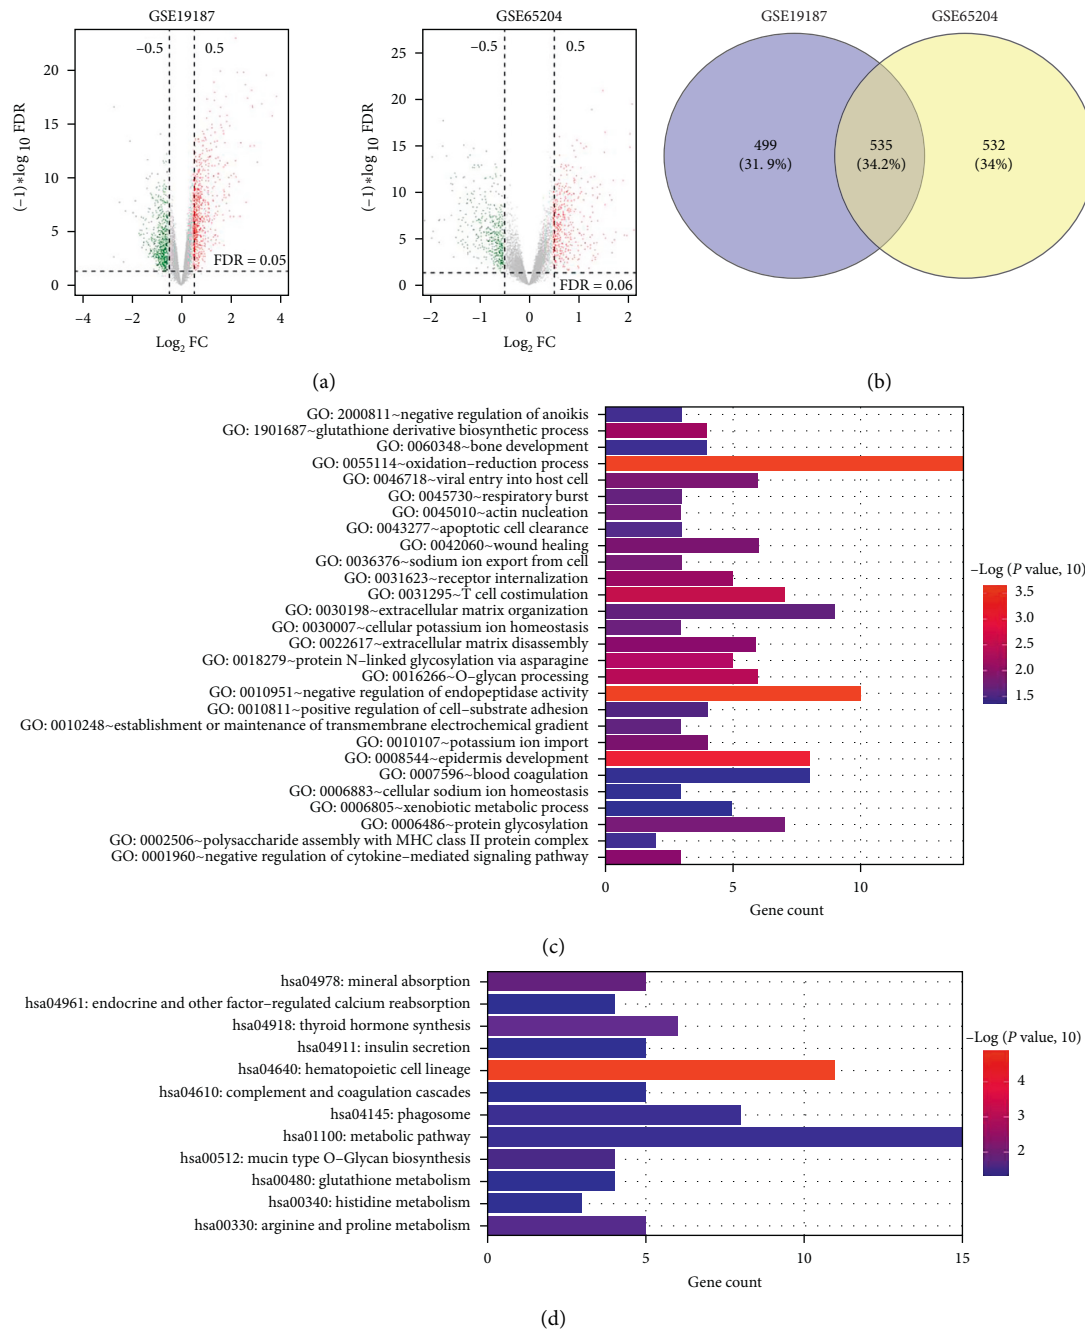 GSE19187
−0.5
0.5
20
15
10
5
0
(−1)*log 10 FDR
FDR = 0.05
−4
−2
0
2
4
Log2 FC
GSE65204
−0.5
0.5
25
20
15
10
5
0
(−1)*log 10 FDR
FDR = 0.06
−2
−1
0
1
2
Log2 FC
(a)
GSE19187
GSE65204
499
(31. 9%)
535
(34.2%)
532
(34%)
(b)
GO: 2000811~negative regulation of anoikis
GO: 1901687~glutathione derivative biosynthetic process
GO: 0060348~bone development
GO: 0055114~oxidation−reduction process
GO: 0046718~viral entry into host cell
GO: 0045730~respiratory burst
GO: 0045010~actin nucleation
GO: 0043277~apoptotic cell clearance
GO: 0042060~wound healing
GO: 0036376~sodium ion export from cell
GO: 0031623~receptor internalization
GO: 0031295~T cell costimulation
GO: 0030198~extracellular matrix organization
GO: 0030007~cellular potassium ion homeostasis
GO: 0022617~extracellular matrix disassembly
GO: 0018279~protein N−linked glycosylation via asparagine
GO: 0016266~O−glycan processing
GO: 0010951~negative regulation of endopeptidase activity
GO: 0010811~positive regulation of cell−substrate adhesion
GO: 0010248~establishment or maintenance of transmembrane electrochemical gradient
GO: 0010107~potassium ion import
GO: 0008544~epidermis development
GO: 0007596~blood coagulation
GO: 0006883~cellular sodium ion homeostasis
GO: 0006805~xenobiotic metabolic process
GO: 0006486~protein glycosylation
GO: 0002506~polysaccharide assembly with MHC class II protein complex
GO: 0001960~negative regulation of cytokine−mediated signaling pathway
0
5
10
Gene count
−Log (P value, 10)
3.5
3.0
2.5
2.0
1.5
(c)
hsa04978: mineral absorption
hsa04961: endocrine and other factor−regulated calcium reabsorption
hsa04918: thyroid hormone synthesis
hsa04911: insulin secretion
hsa04640: hematopoietic cell lineage
hsa04610: complement and coagulation cascades
hsa04145: phagosome
hsa01100: metabolic pathway
hsa00512: mucin type O−Glycan biosynthesis
hsa00480: glutathione metabolism
hsa00340: histidine metabolism
hsa00330: arginine and proline metabolism
0
5
10
15
Gene count
−Log (P value, 10)
4
3
2
(d)